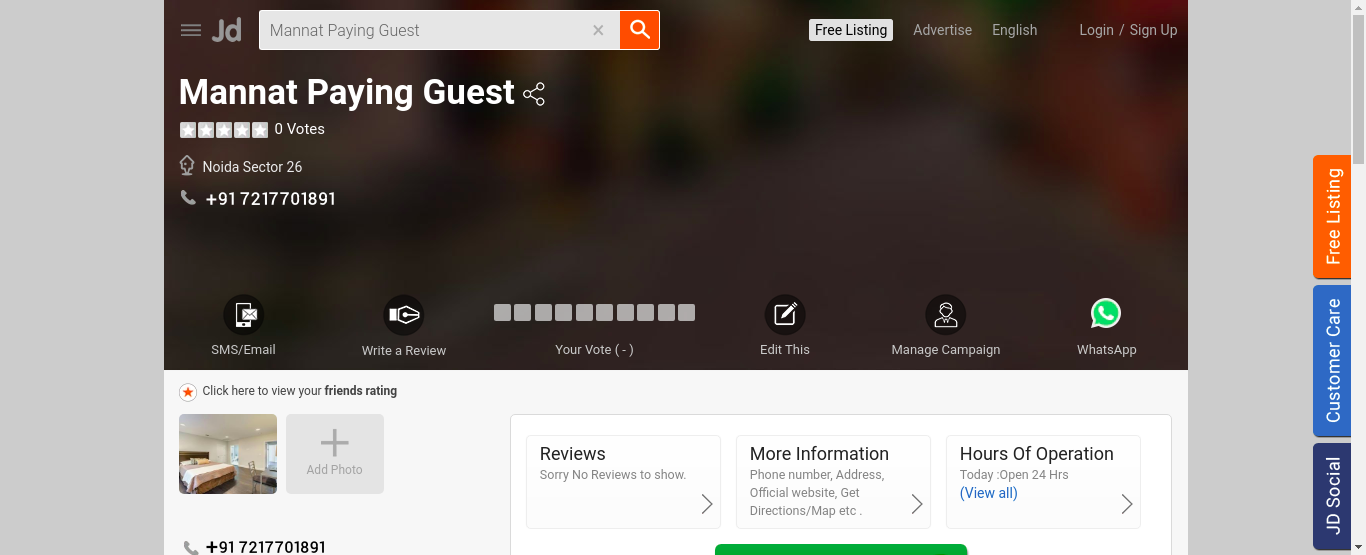 Jd
Mannat Paying Guest
Free Listing
Advertise
English
Login / Sign Up
Mannat Paying Guest
0 Votes
Noida Sector 26
+91 7217701891
SMS/Email
Write a Review
Your Vote ( - )
Edit This
Manage Campaign
WhatsApp
Click here to view your friends rating
Add Photo
Reviews
Sorry No Reviews to show.
More Information
Phone number, Address,
Official website, Get
Directions/Map etc .
Hours Of Operation
Today :Open 24 Hrs
(View all)
+91 7217701891
Free Listing
Customer Care
JD Social